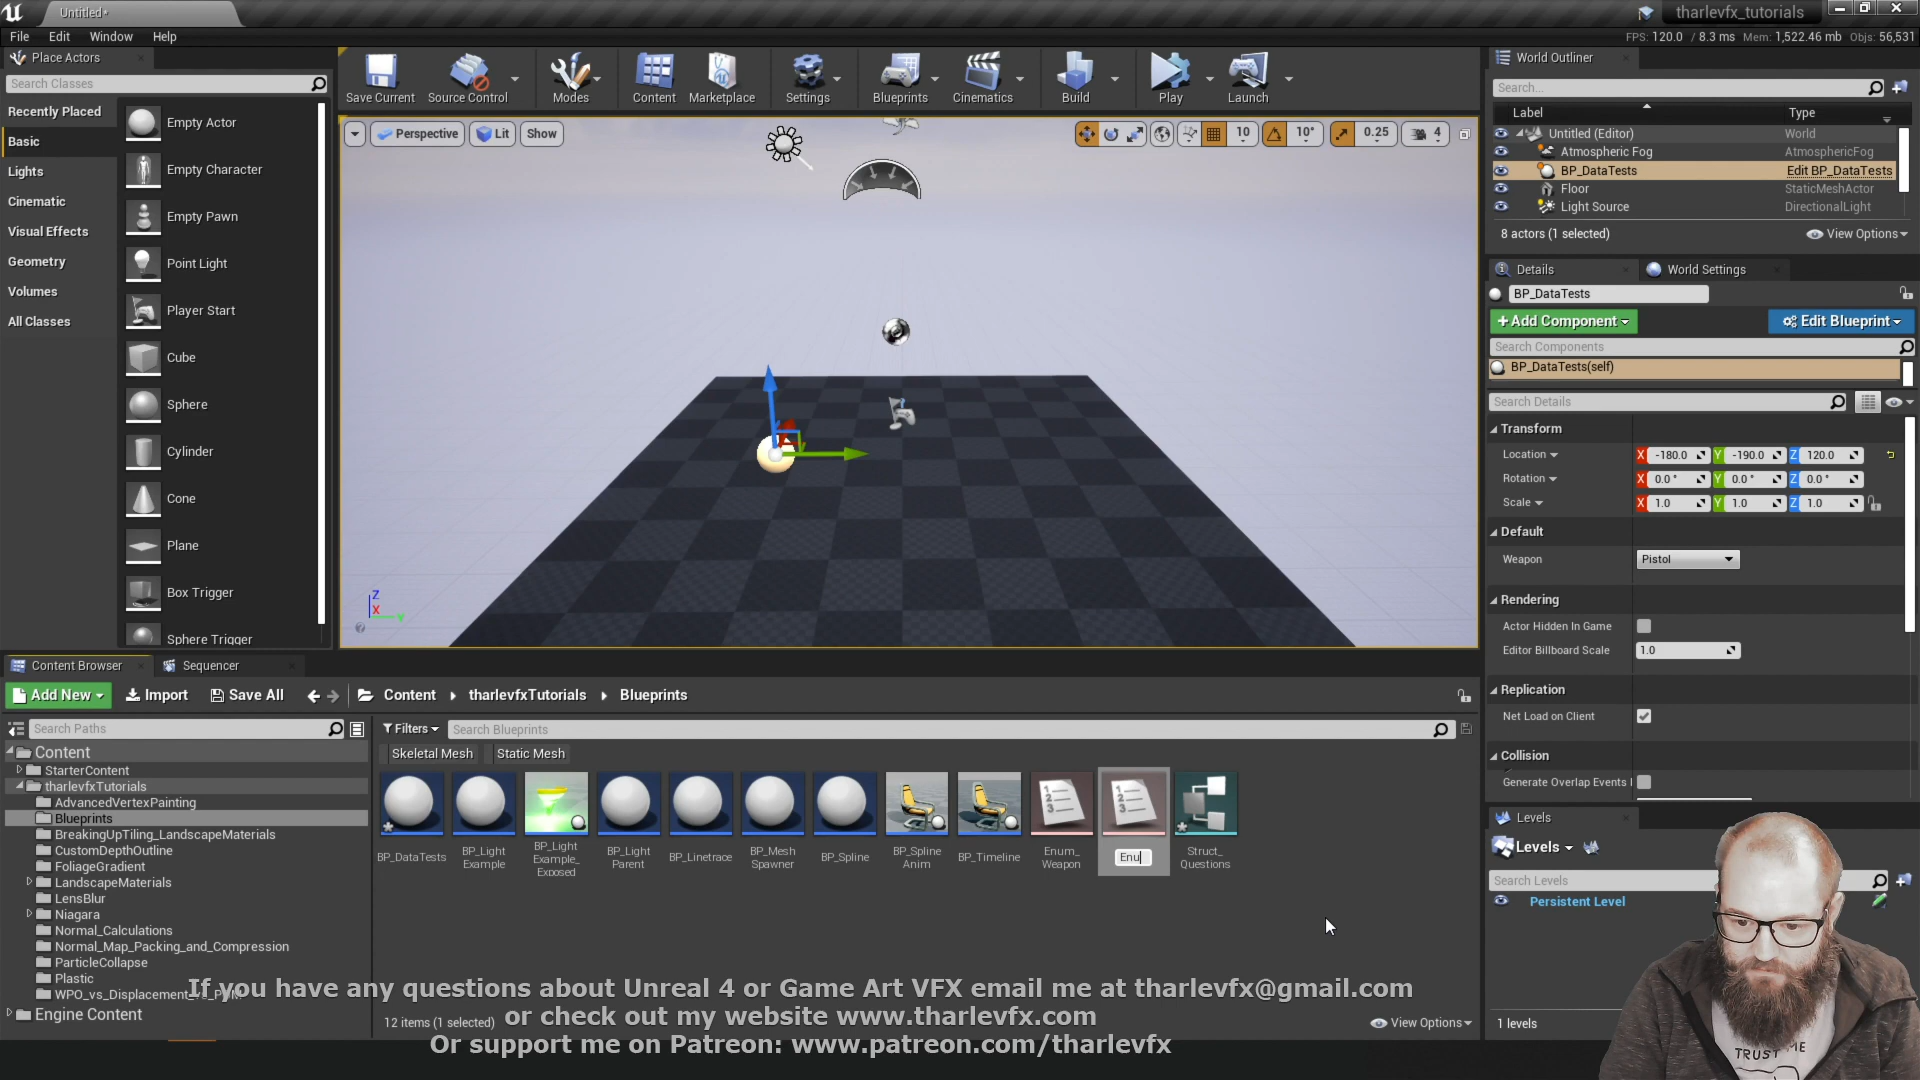 Untitled*
tharlevfx_tutorials
File Edit Window Help
FPS: 120.0 / 8.3 ms Mem: 1,522.46 mb Objs: 56,531
Place Actors
Search Classes
Recently Placed
Basic
Lights
Cinematic
Visual Effects
Geometry
Volumes
All Classes
Empty Actor
Empty Character
Empty Pawn
Point Light
Player Start
Cube
Sphere
Cylinder
Cone
Plane
Box Trigger
Sphere Trigger
Save Current Source Control Modes Content Marketplace Settings Blueprints Cinematics Build Play Launch
Perspective Lit Show
10 10° 0.25 4
Z
X
Y
World Outliner
Search...
Label Type
Untitled (Editor) World
Atmospheric Fog AtmosphericFog
BP_DataTests Edit BP_DataTests
Floor StaticMeshActor
Light Source DirectionalLight
8 actors (1 selected) View Options
Details World Settings
BP_DataTests
+Add Component Edit Blueprint
Search Components
BP_DataTests(self)
Search Details
Transform
Location X -180.0 Y -190.0 Z 120.0
Rotation X 0.0 ° Y 0.0 ° Z 0.0 °
Scale X 1.0 Y 1.0 Z 1.0
Default
Weapon Pistol
Rendering
Actor Hidden In Game
Editor Billboard Scale 1.0
Replication
Net Load on Client
Collision
Generate Overlap Events
Levels
Levels
Search Levels
Persistent Level
1 levels
Content Browser Sequencer
Add New Import Save All Content tharlevfxTutorials Blueprints
Search Paths
Filters Search Blueprints
Skeletal Mesh Static Mesh
Content
StarterContent
tharlevfxTutorials
AdvancedVertexPainting
Blueprints
BreakingUpTiling_LandscapeMaterials
CustomDepthOutline
FoliageGradient
LandscapeMaterials
LensBlur
Niagara
Normal_Calculations
Normal_Map_Packing_and_Compression
ParticleCollapse
Plastic
WPO_vs_Displacement_vs
Engine Content
BP_DataTests
BP_Light
Example
BP_Light
Example_
Exposed
BP_Light
Parent
BP_Linetrace
BP_Mesh
Spawner
BP_Spline
BP_Spline
Anim
BP_Timeline
Enum_
Weapon
Enu
Struct_
Questions
12 items (1 selected)
View Options
If you have any questions about Unreal 4 or Game Art VFX email me at tharlevfx@gmail.com
or check out my website www.tharlevfx.com
Or support me on Patreon: www.patreon.com/tharlevfx
TRUST ME